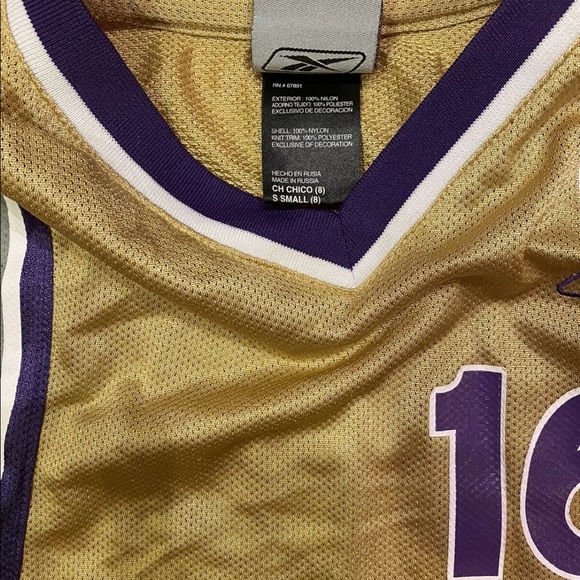 RN # 67891
EXTERIOR: 100% NILON
ADORNO TEJIDO: 100% POLIESTER
EXCLUSIVO DE DECORACION
SHELL: 100% NYLON
KNIT TRIM: 100% POLYESTER
EXCLUSIVE OF DECORATION
HECHO EN RUSIA
MADE IN RUSSIA
CH CHICO (8)
S SMALL (8)
16